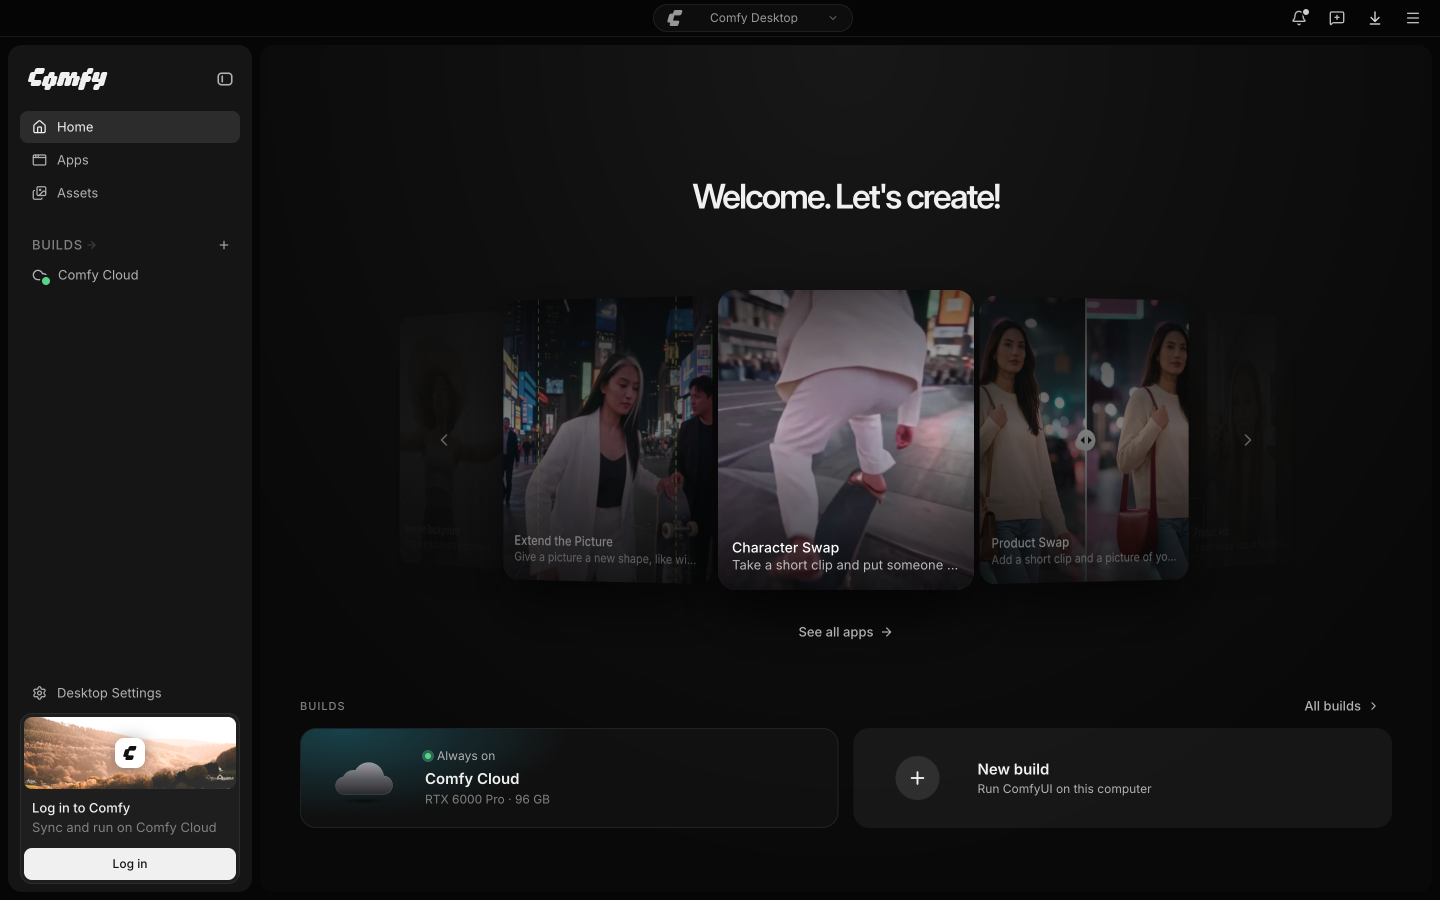 Comfy Desktop
Comfy
Home
Apps
Assets
BUILDS
Comfy Cloud
Desktop Settings
Log in to Comfy
Sync and run on Comfy Cloud
Log in
Welcome. Let's create!
Extend the Picture
Give a picture a new shape, like wi...
Character Swap
Take a short clip and put someone ...
Product Swap
Add a short clip and a picture of yo...
See all apps
BUILDS
All builds
Always on
Comfy Cloud
RTX 6000 Pro · 96 GB
New build
Run ComfyUI on this computer